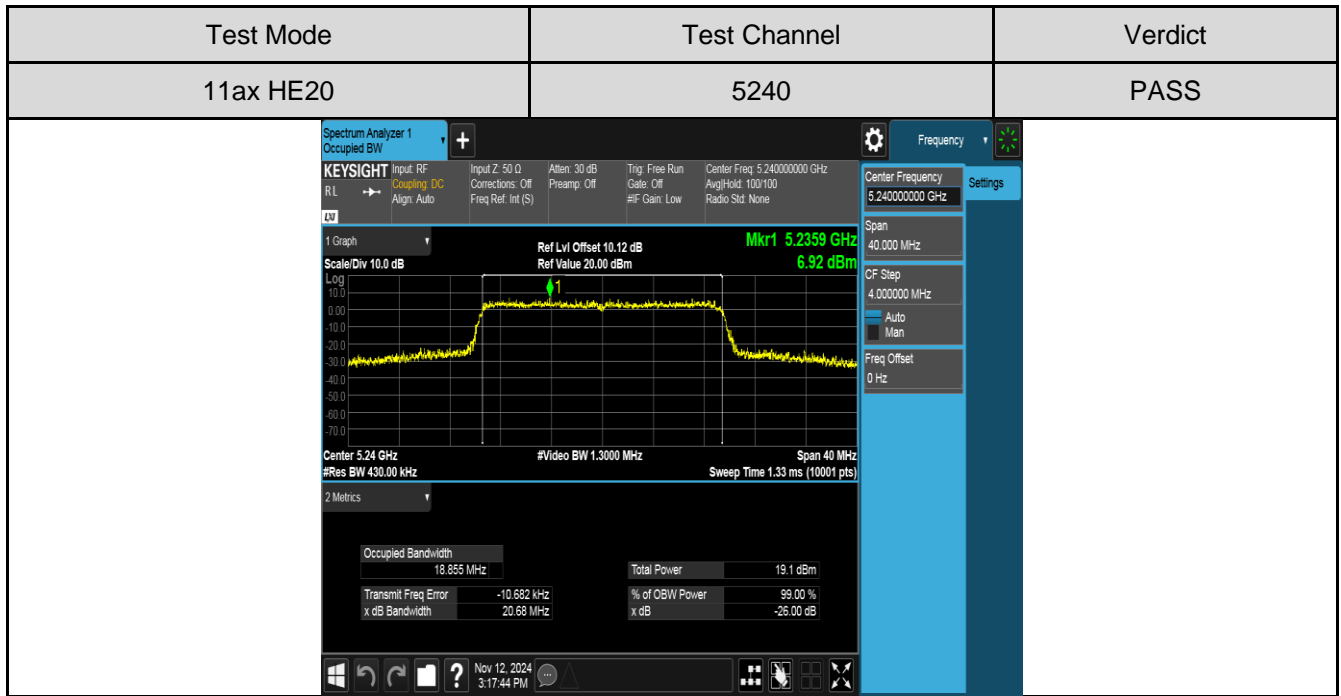 Test Mode Test Channel Verdict
11ax HE20 5240 PASS
Spectrum Analyzer 1
Occupied BW
+
Frequency
KEYSIGHT Input: RF Input Z: 50 Ω Atten: 30 dB Trig: Free Run Center Freq: 5.240000000 GHz
RL Coupling: DC Corrections: Off Preamp: Off Gate: Off Avg|Hold: 100/100
Align: Auto Freq Ref: Int (S) #IF Gain: Low Radio Std: None
LXI
Center Frequency
5.240000000 GHz
Settings
Span
40.000 MHz
CF Step
4.000000 MHz
Auto
Man
Freq Offset
0 Hz
1 Graph Ref Lvl Offset 10.12 dB Mkr1 5.2359 GHz
Scale/Div 10.0 dB Ref Value 20.00 dBm 6.92 dBm
Log
1
10.0
0.00
-10.0
-20.0
-30.0
-40.0
-50.0
-60.0
-70.0
Center 5.24 GHz #Video BW 1.3000 MHz Span 40 MHz
#Res BW 430.00 kHz Sweep Time 1.33 ms (10001 pts)
2 Metrics
Occupied Bandwidth
18.855 MHz Total Power 19.1 dBm
Transmit Freq Error -10.682 kHz % of OBW Power 99.00 %
x dB Bandwidth 20.68 MHz x dB -26.00 dB
? Nov 12, 2024
3:17:44 PM